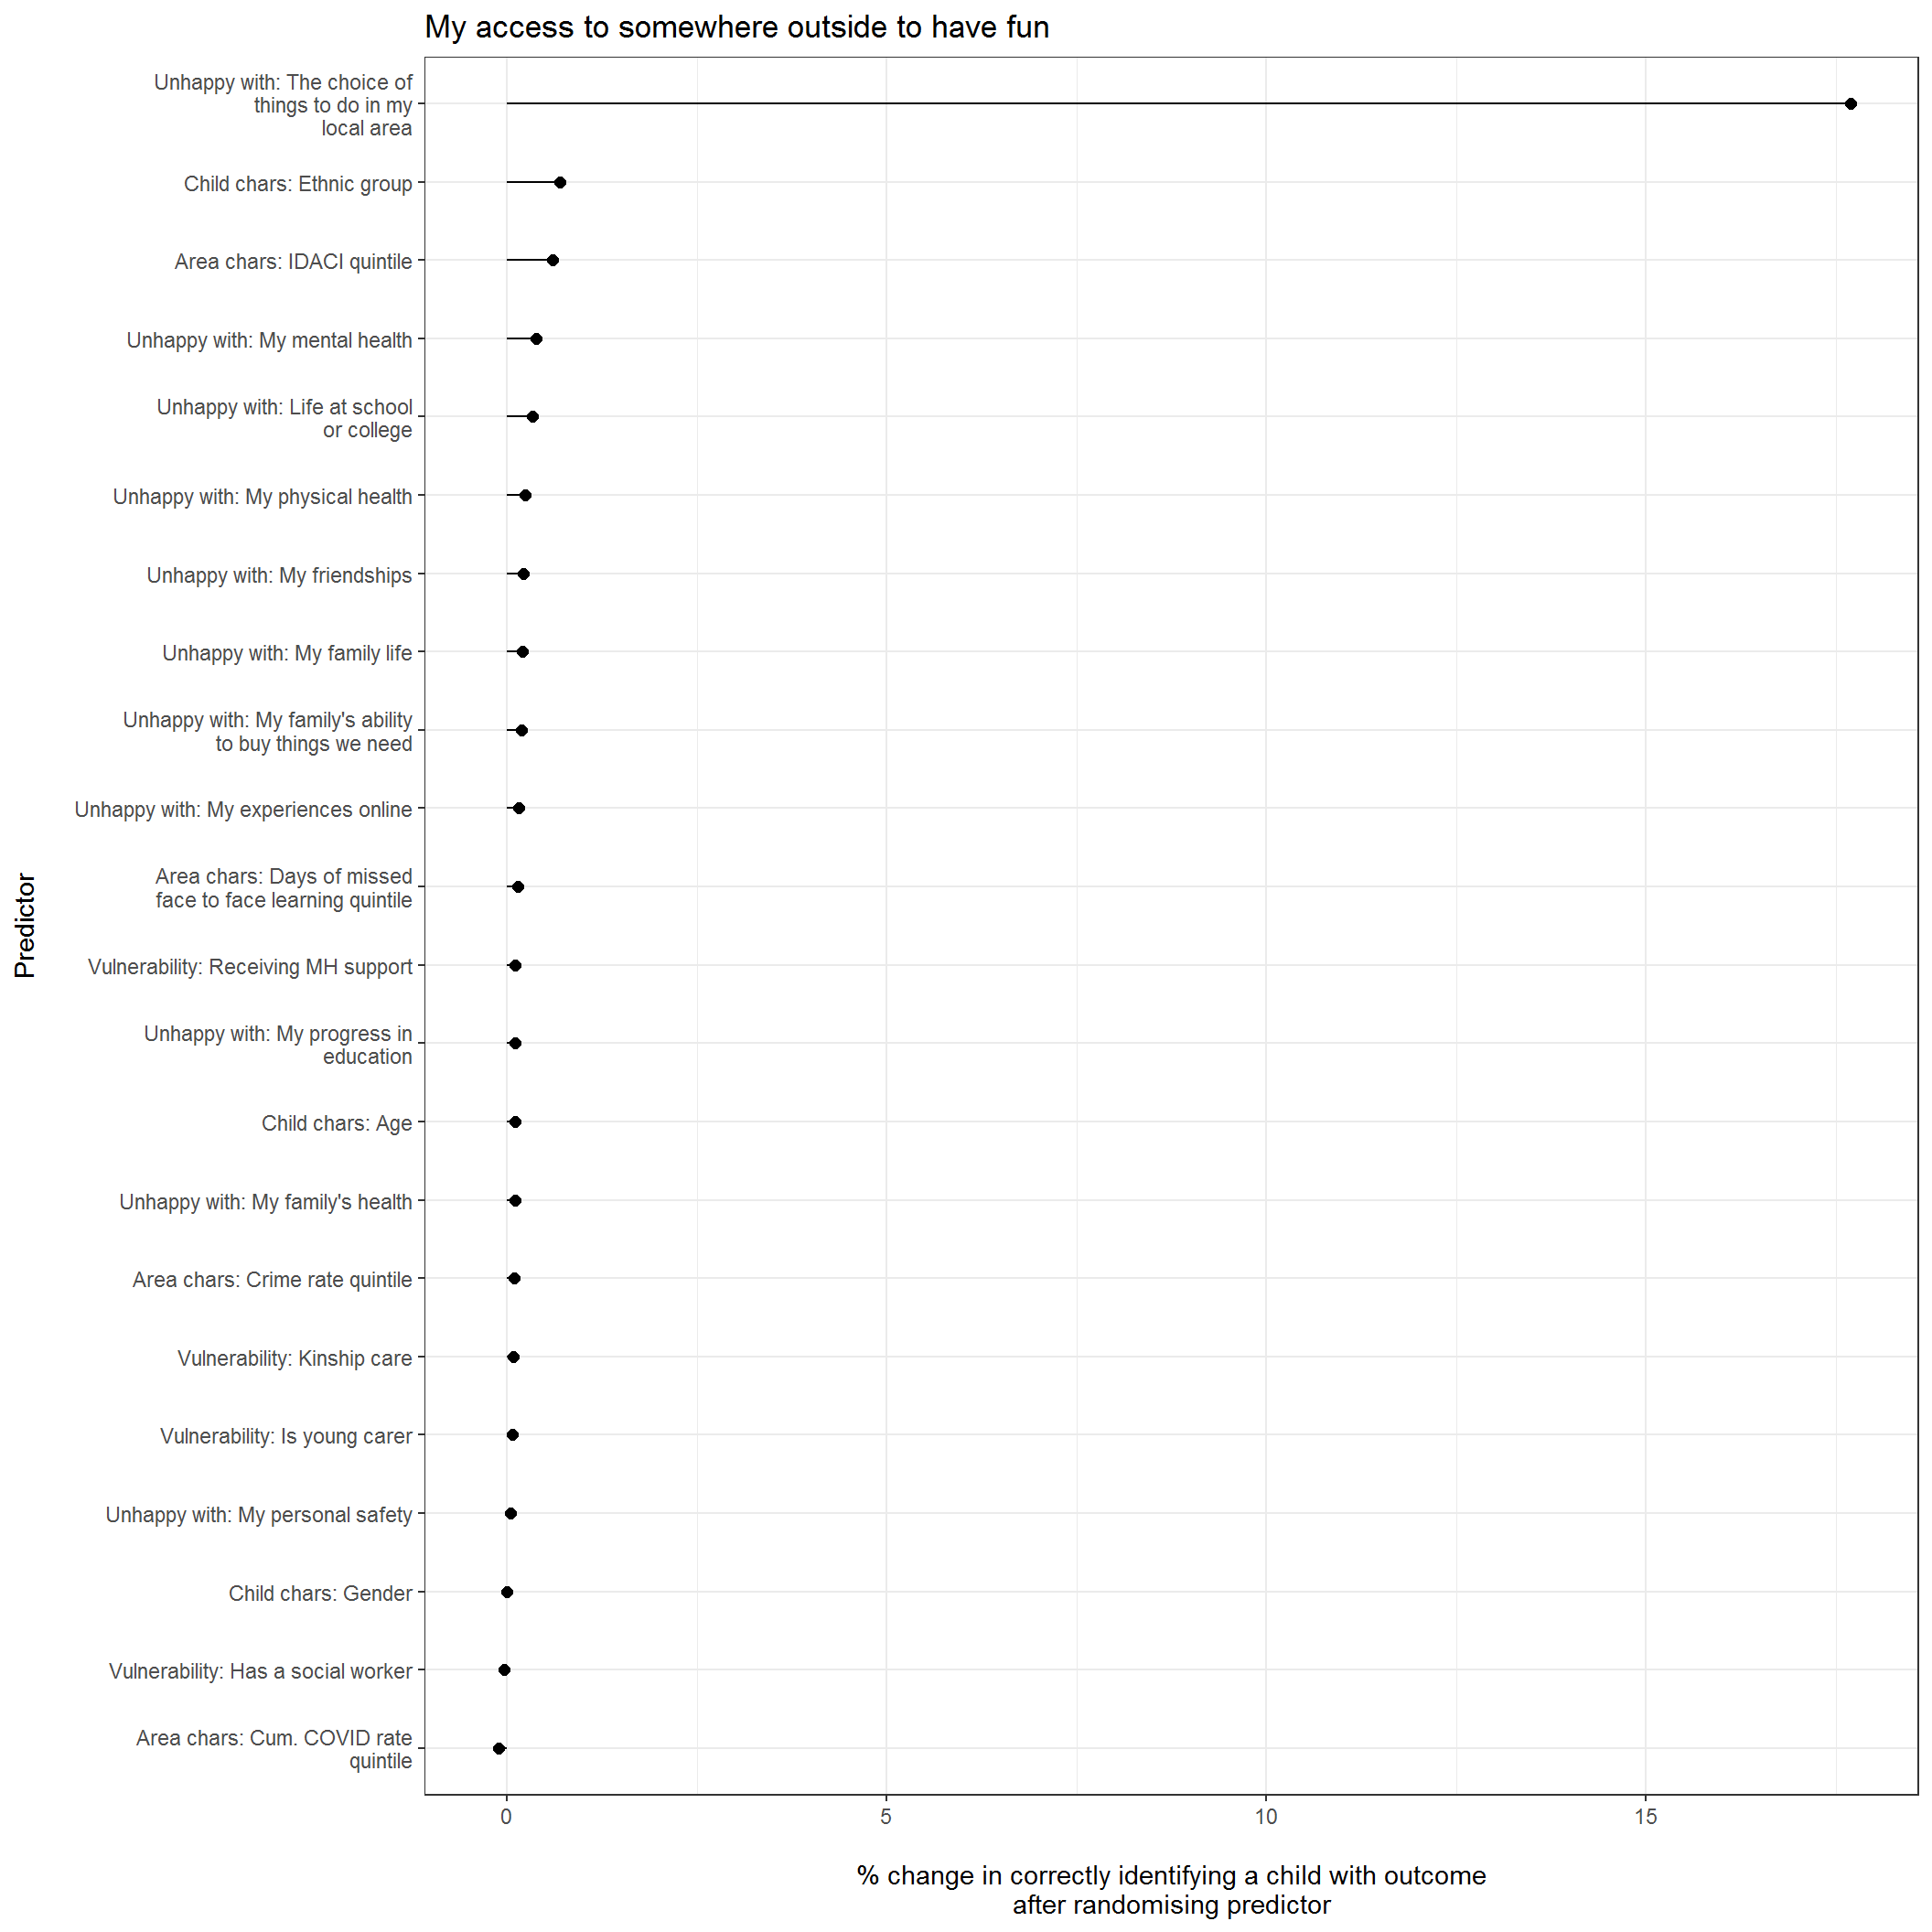 My access to somewhere outside to have fun
Unhappy with: The choice of
things to do in my
local area
Child chars: Ethnic group
Area chars: IDACI quintile
Unhappy with: My mental health
Unhappy with: Life at school
or college
Unhappy with: My physical health
Unhappy with: My friendships
Unhappy with: My family life
Unhappy with: My family's ability
to buy things we need
Unhappy with: My experiences online
Area chars: Days of missed
face to face learning quintile
Vulnerability: Receiving MH support
Unhappy with: My progress in
education
Child chars: Age
Unhappy with: My family's health
Area chars: Crime rate quintile
Vulnerability: Kinship care
Vulnerability: Is young carer
Unhappy with: My personal safety
Child chars: Gender
Vulnerability: Has a social worker
Area chars: Cum. COVID rate
quintile
Predictor
0 5 10 15
% change in correctly identifying a child with outcome
after randomising predictor